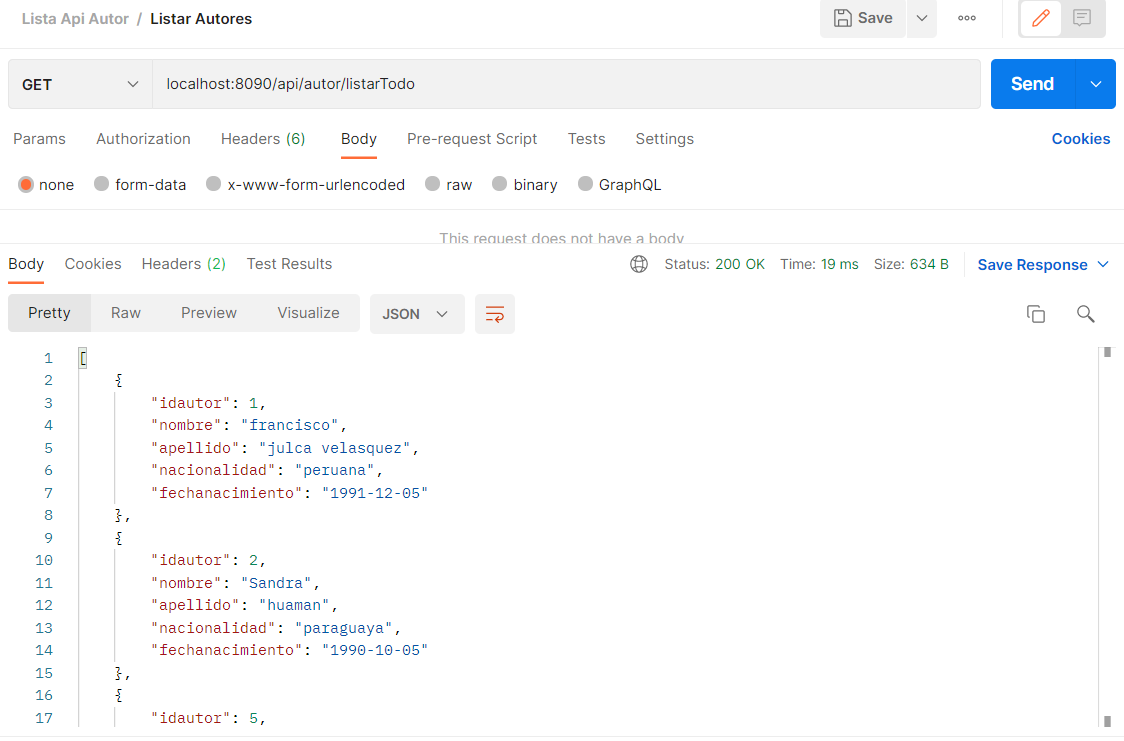 Lista Api Autor / Listar Autores Save
GET localhost:8090/api/autor/listarTodo Send
Params Authorization Headers (6) Body Pre-request Script Tests Settings Cookies
none form-data x-www-form-urlencoded raw binary GraphQL
This request does not have a body
Body Cookies Headers (2) Test Results Status: 200 OK Time: 19 ms Size: 634 B Save Response
Pretty Raw Preview Visualize JSON
1 [
2 {
3 "idautor": 1,
4 "nombre": "francisco",
5 "apellido": "julca velasquez",
6 "nacionalidad": "peruana",
7 "fechanacimiento": "1991-12-05"
8 },
9 {
10 "idautor": 2,
11 "nombre": "Sandra",
12 "apellido": "huaman",
13 "nacionalidad": "paraguaya",
14 "fechanacimiento": "1990-10-05"
15 },
16 {
17 "idautor": 5,